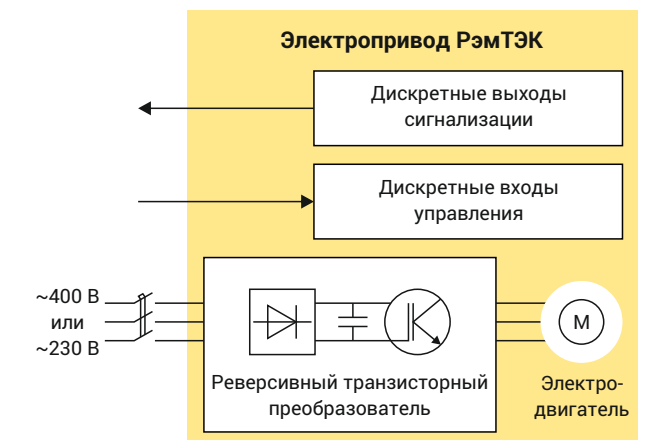 Электропривод РэмТЭК
Дискретные выходы
сигнализации
Дискретные входы
управления
~400 В
или
~230 В
M
Реверсивный транзисторный
преобразователь
Электро-
двигатель